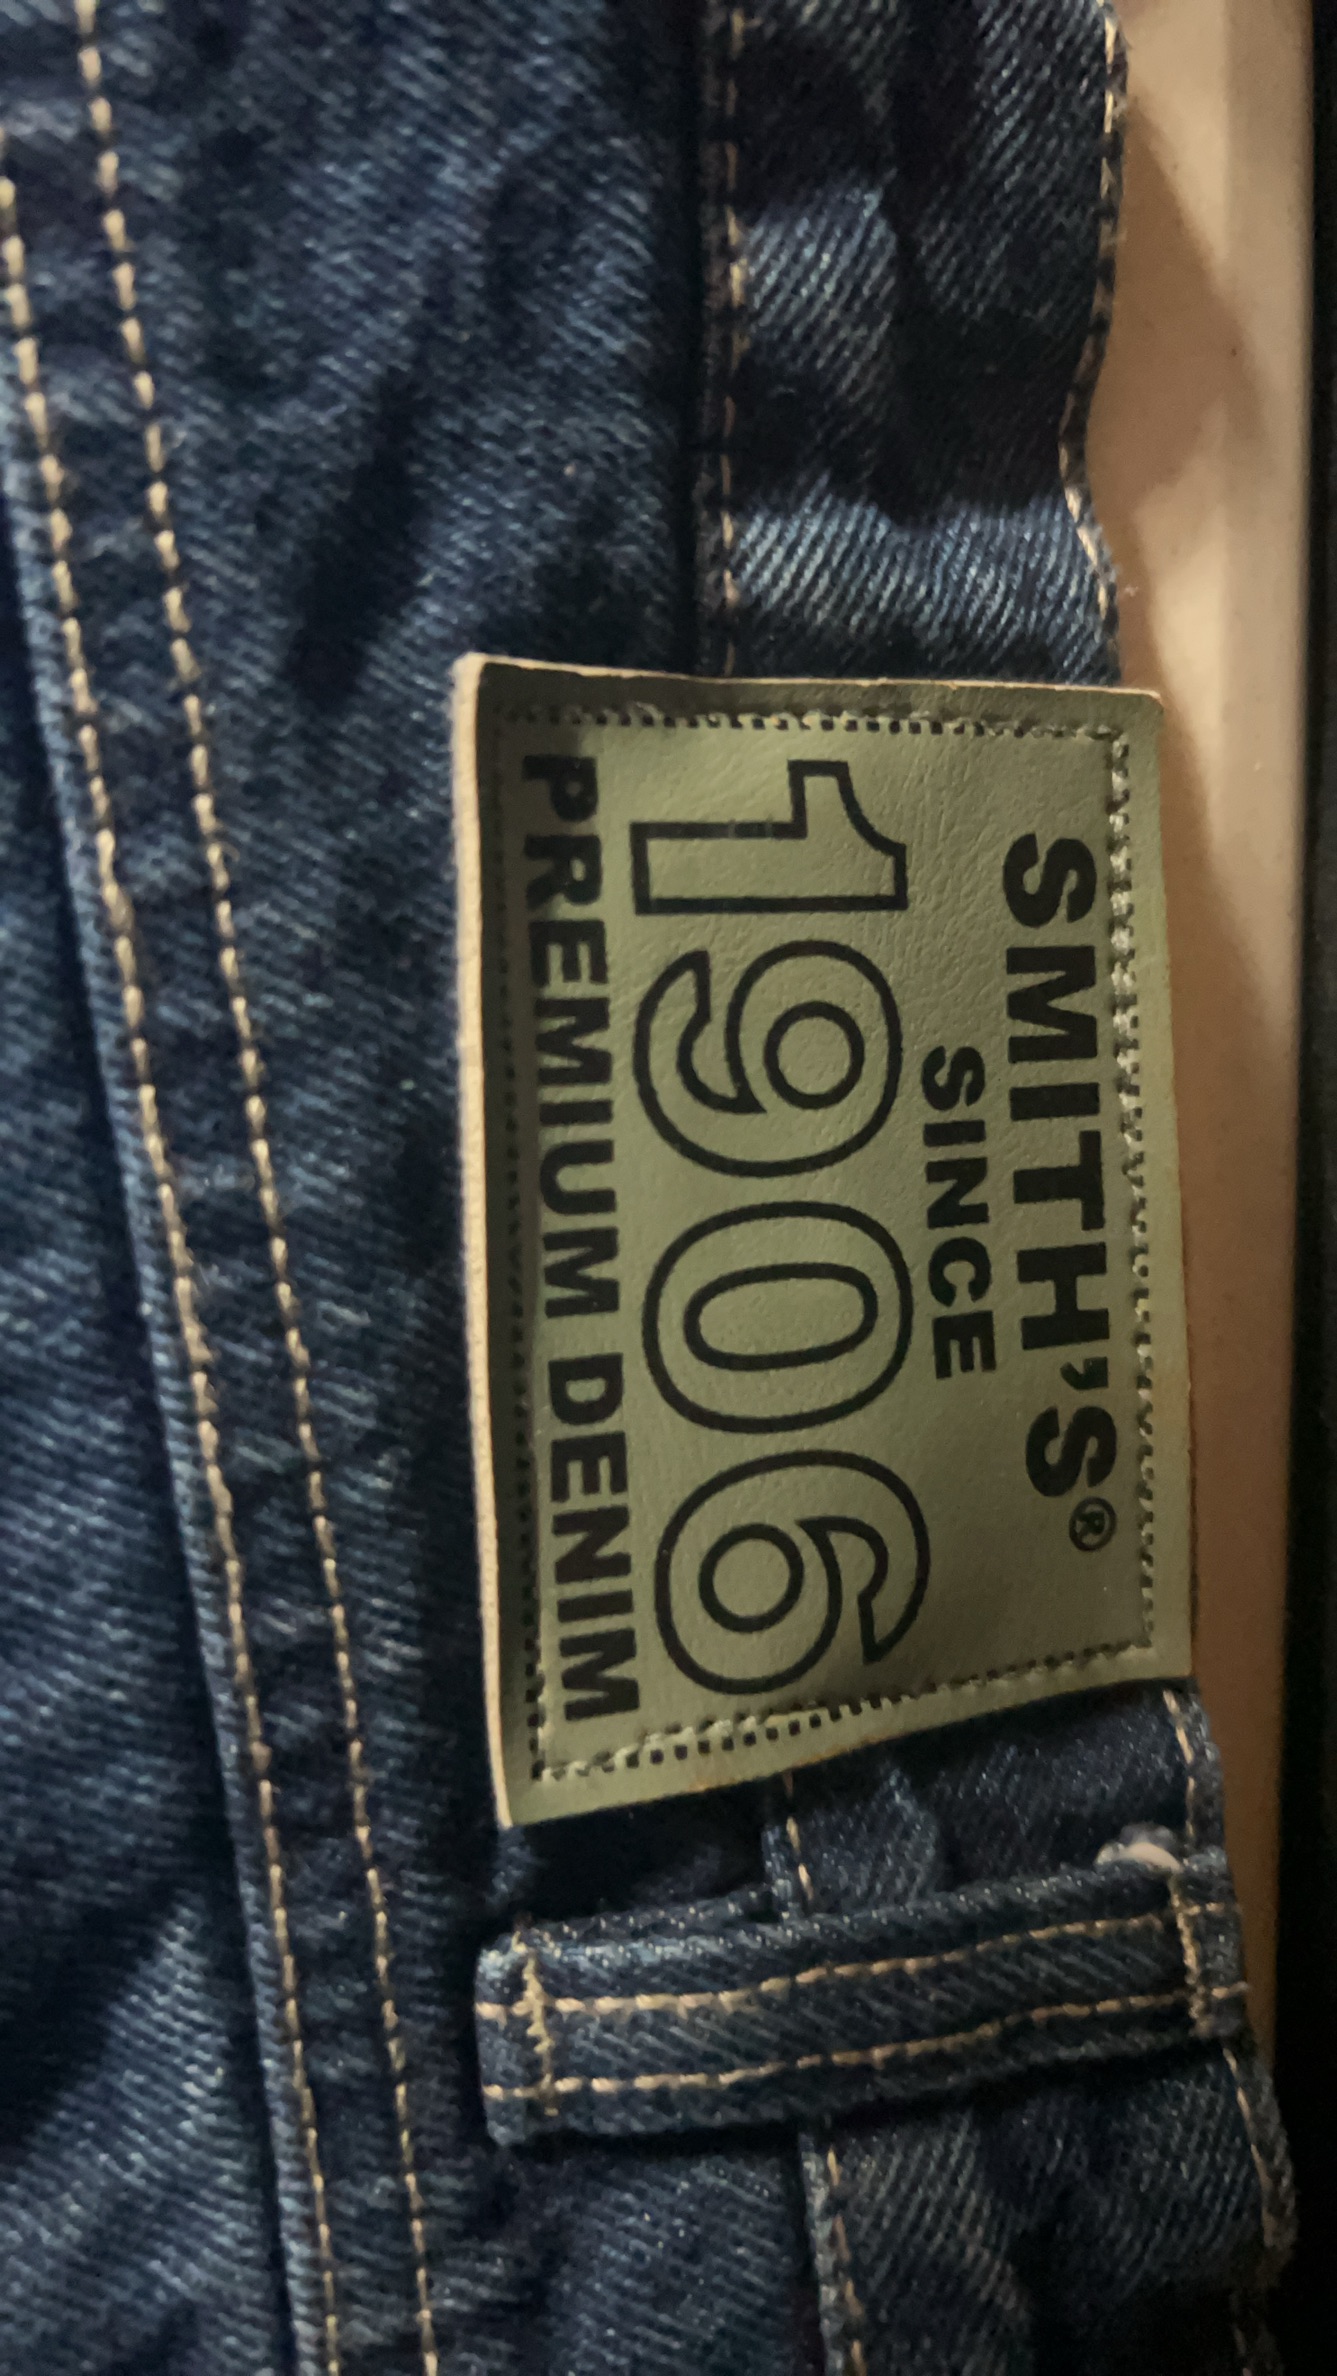 SMITH'S®
SINCE
1906
PREMIUM DENIM